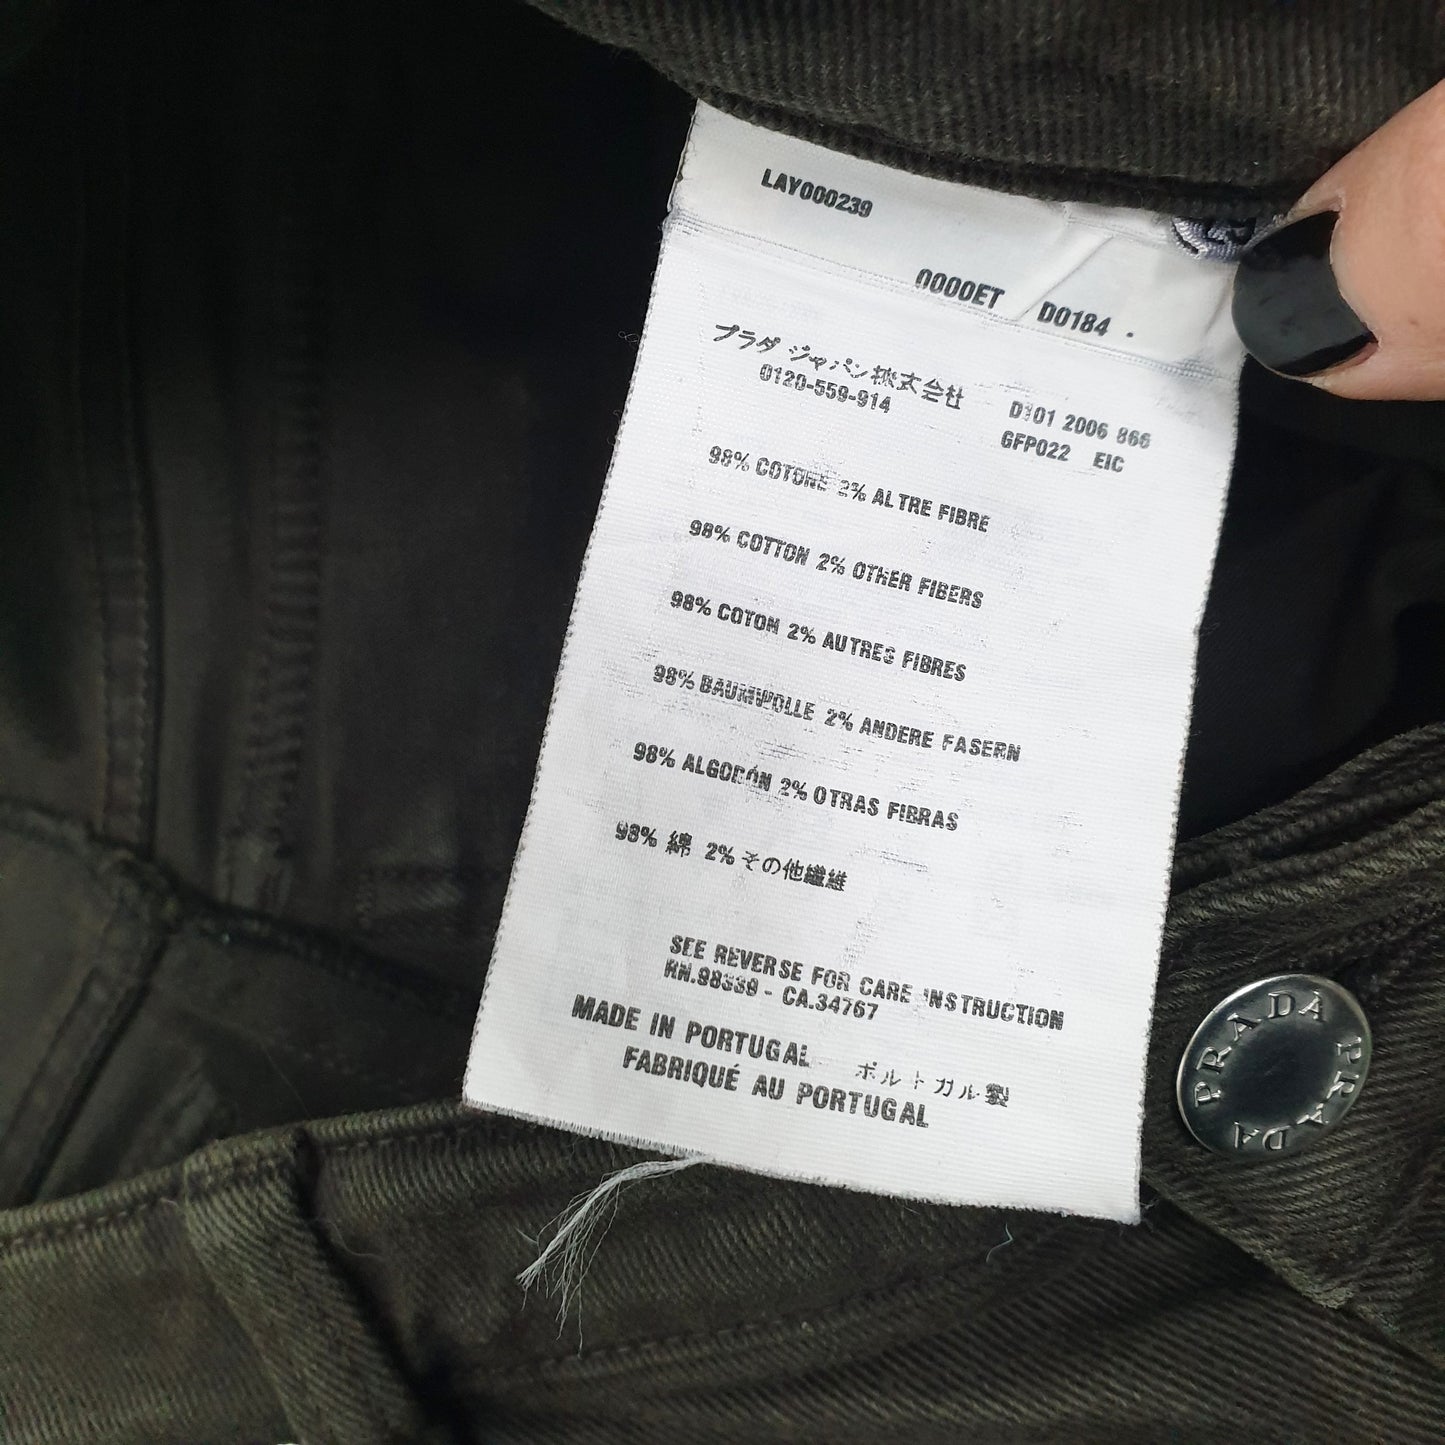 LAY000239
0000ET D0184 .
プラダ ジャパン株式会社
0120-559-914
D101 2006 866
GFP022 EIC
98% COTONE 2% ALTRE FIBRE
98% COTTON 2% OTHER FIBERS
98% COTON 2% AUTRES FIBRES
98% BAUMWOLLE 2% ANDERE FASERN
98% ALGODÓN 2% OTRAS FIBRAS
98% 綿 2% その他繊維
SEE REVERSE FOR CARE INSTRUCTION
RN.98339 - CA.34767
MADE IN PORTUGAL ポルトガル製
FABRIQUÉ AU PORTUGAL
PRADA PRADA